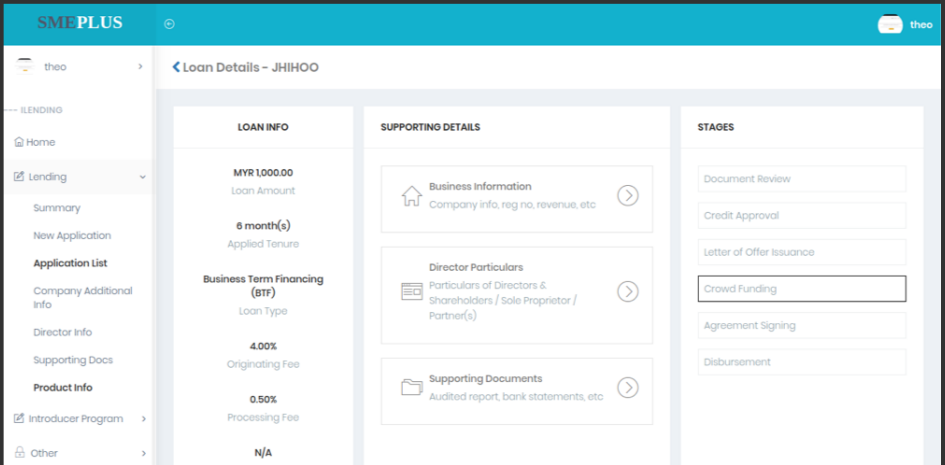 SMEPLUS
theo
theo
ILENDING
Home
Lending
Summary
New Application
Application List
Company Additional
Info
Director Info
Supporting Docs
Product Info
Introducer Program
Other
Loan Details - JHIHOO
LOAN INFO
MYR 1,000.00
Loan Amount
6 month(s)
Applied Tenure
Business Term Financing
(BTF)
Loan Type
4.00%
Originating Fee
0.50%
Processing Fee
N/A
SUPPORTING DETAILS
Business Information
Company info, reg no, revenue, etc
Director Particulars
Particulars of Directors &
Shareholders / Sole Proprietor /
Partner(s)
Supporting Documents
Audited report, bank statements, etc
STAGES
Document Review
Credit Approval
Letter of Offer Issuance
Crowd Funding
Agreement Signing
Disbursement